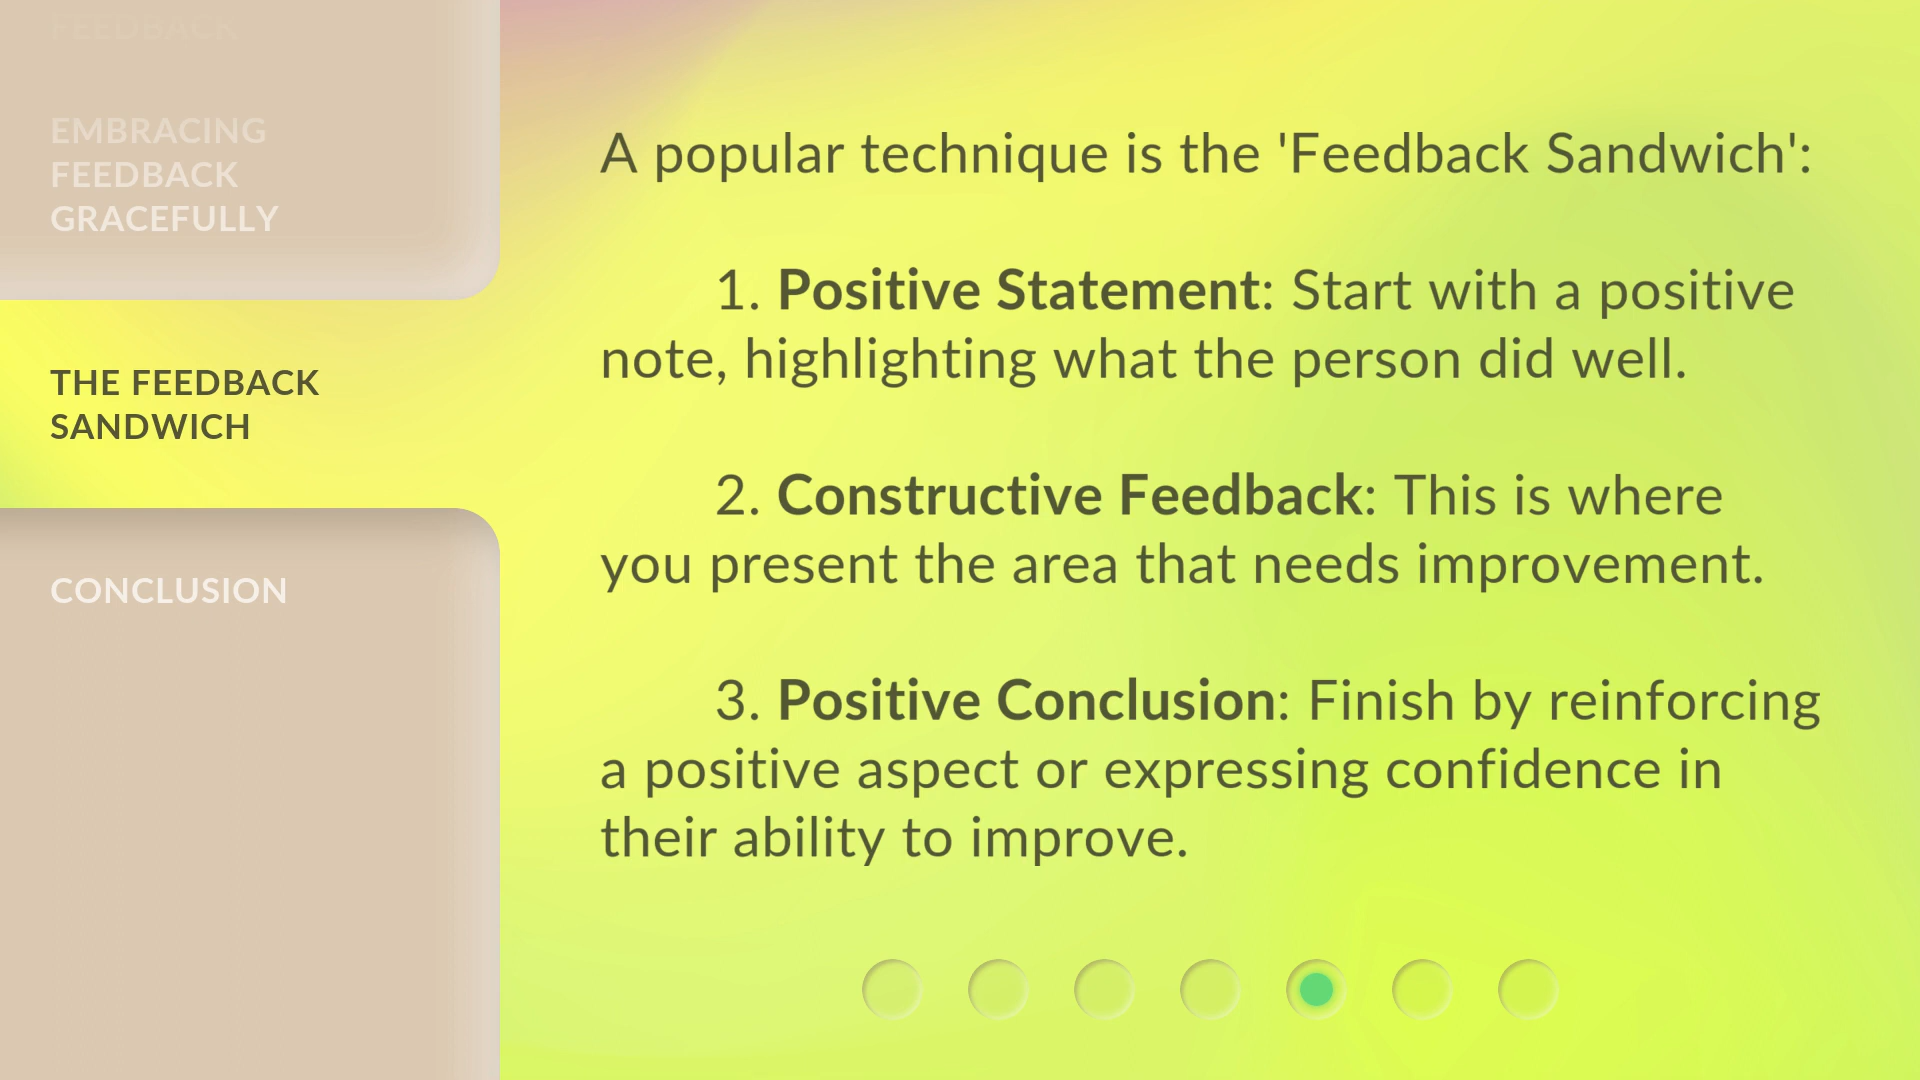 FEEDBACK
EMBRACING
FEEDBACK
GRACEFULLY
THE FEEDBACK
SANDWICH
CONCLUSION
A popular technique is the 'Feedback Sandwich':
1. Positive Statement: Start with a positive
note, highlighting what the person did well.
2. Constructive Feedback: This is where
you present the area that needs improvement.
3. Positive Conclusion: Finish by reinforcing
a positive aspect or expressing confidence in
their ability to improve.